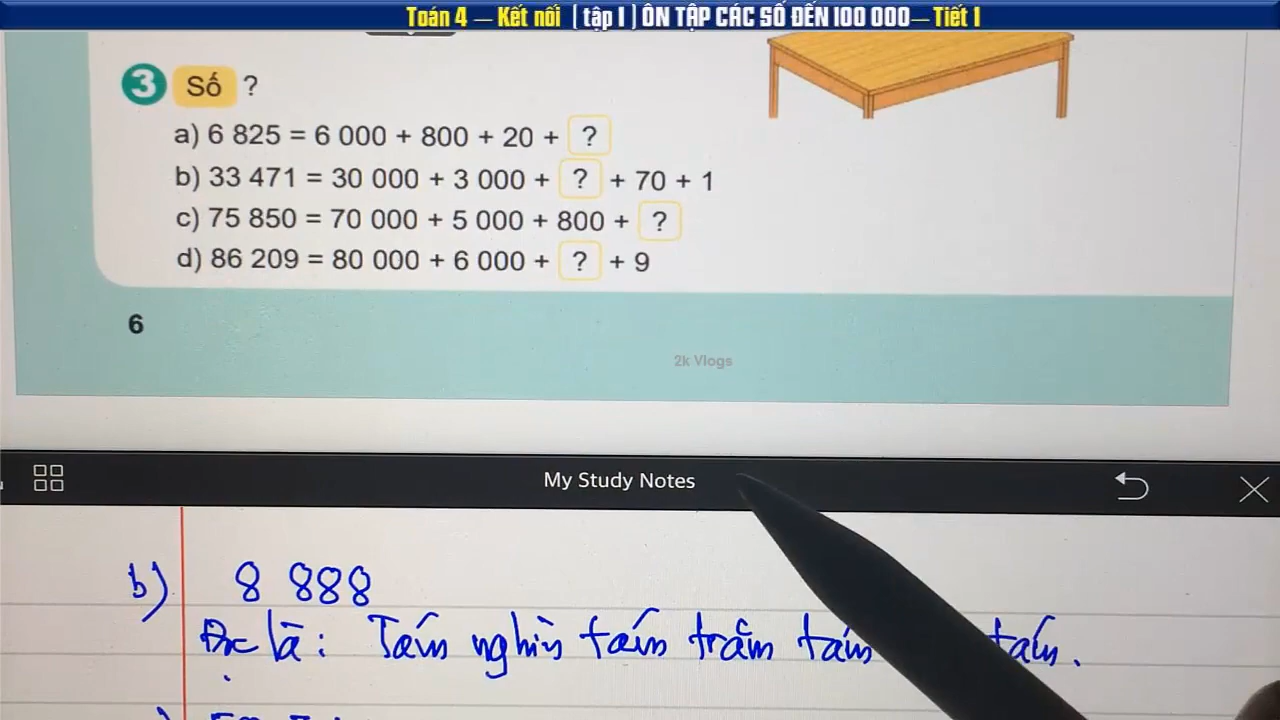 Toán 4 – Kết nối ( tập 1 ) ÔN TẬP CÁC SỐ ĐẾN 100 000 – Tiết 1
3 Số ?
a) 6 825 = 6 000 + 800 + 20 + ?
b) 33 471 = 30 000 + 3 000 + ? + 70 + 1
c) 75 850 = 70 000 + 5 000 + 800 + ?
d) 86 209 = 80 000 + 6 000 + ? + 9
6
2k Vlogs
My Study Notes
b) 8 888
Đọc là : Tám nghìn tám trăm tám tám.